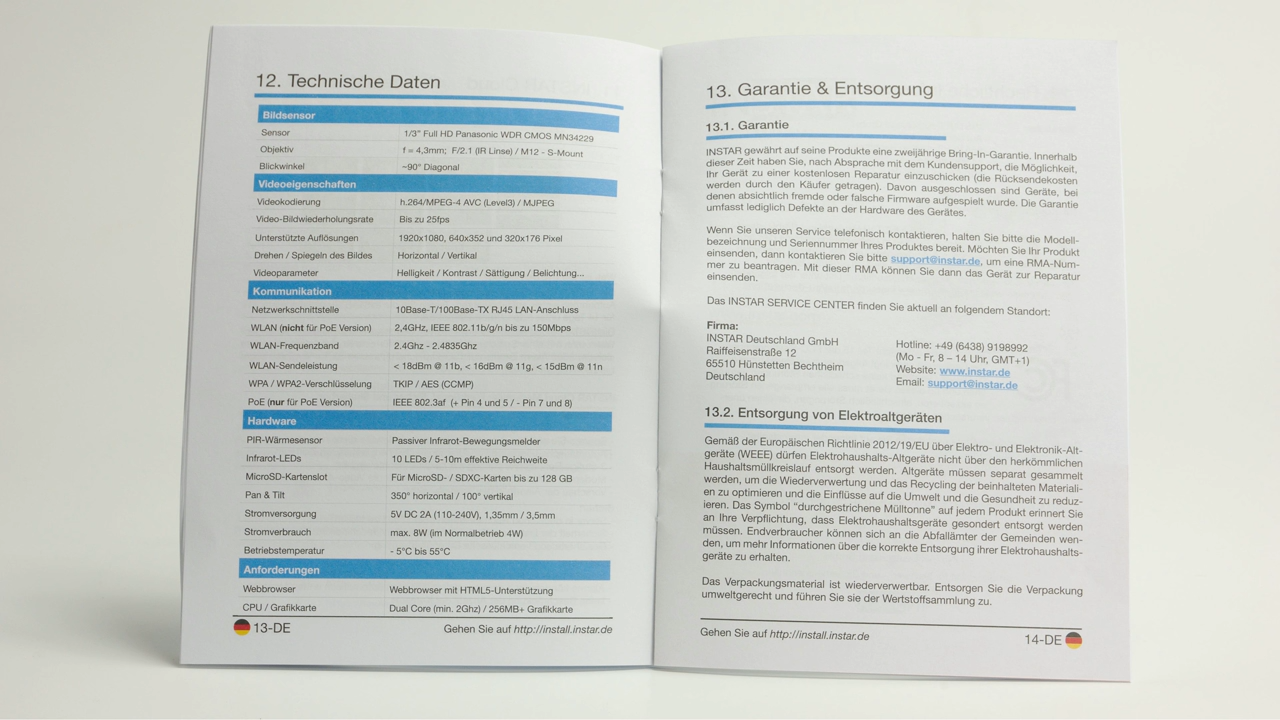 12. Technische Daten
Bildsensor
Sensor 1/3" Full HD Panasonic WDR CMOS MN34229
Objektiv f = 4,3mm; F/2.1 (IR Linse) / M12 - S-Mount
Blickwinkel ~90° Diagonal
Videoeigenschaften
Videokodierung h.264/MPEG-4 AVC (Level3) / MJPEG
Video-Bildwiederholungsrate Bis zu 25fps
Unterstützte Auflösungen 1920x1080, 640x352 und 320x176 Pixel
Drehen / Spiegeln des Bildes Horizontal / Vertikal
Videoparameter Helligkeit / Kontrast / Sättigung / Belichtung...
Kommunikation
Netzwerkschnittstelle 10Base-T/100Base-TX RJ45 LAN-Anschluss
WLAN (nicht für PoE Version) 2,4GHz, IEEE 802.11b/g/n bis zu 150Mbps
WLAN-Frequenzband 2.4Ghz - 2.4835Ghz
WLAN-Sendeleistung < 18dBm @ 11b, < 16dBm @ 11g, < 15dBm @ 11n
WPA / WPA2-Verschlüsselung TKIP / AES (CCMP)
PoE (nur für PoE Version) IEEE 802.3af (+ Pin 4 und 5 / - Pin 7 und 8)
Hardware
PIR-Wärmesensor Passiver Infrarot-Bewegungsmelder
Infrarot-LEDs 10 LEDs / 5-10m effektive Reichweite
MicroSD-Kartenslot Für MicroSD- / SDXC-Karten bis zu 128 GB
Pan & Tilt 350° horizontal / 100° vertikal
Stromversorgung 5V DC 2A (110-240V), 1,35mm / 3,5mm
Stromverbrauch max. 8W (im Normalbetrieb 4W)
Betriebstemperatur - 5°C bis 55°C
Anforderungen
Webbrowser Webbrowser mit HTML5-Unterstützung
CPU / Grafikkarte Dual Core (min. 2Ghz) / 256MB+ Grafikkarte
13-DE Gehen Sie auf http://install.instar.de
13. Garantie & Entsorgung
13.1. Garantie
INSTAR gewährt auf seine Produkte eine zweijährige Bring-In-Garantie. Innerhalb
dieser Zeit haben Sie, nach Absprache mit dem Kundensupport, die Möglichkeit,
Ihr Gerät zu einer kostenlosen Reparatur einzuschicken (die Rücksendekosten
werden durch den Käufer getragen). Davon ausgeschlossen sind Geräte, bei
denen absichtlich fremde oder falsche Firmware aufgespielt wurde. Die Garantie
umfasst lediglich Defekte an der Hardware des Gerätes.
Wenn Sie unseren Service telefonisch kontaktieren, halten Sie bitte die Modell-
bezeichnung und Seriennummer Ihres Produktes bereit. Möchten Sie Ihr Produkt
einsenden, dann kontaktieren Sie bitte support@instar.de, um eine RMA-Num-
mer zu beantragen. Mit dieser RMA können Sie dann das Gerät zur Reparatur
einsenden.
Das INSTAR SERVICE CENTER finden Sie aktuell an folgendem Standort:
Firma:
INSTAR Deutschland GmbH
Raiffeisenstraße 12
65510 Hünstetten Bechtheim
Deutschland
Hotline: +49 (6438) 9198992
(Mo - Fr, 8 – 14 Uhr, GMT+1)
Website: www.instar.de
Email: support@instar.de
13.2. Entsorgung von Elektroaltgeräten
Gemäß der Europäischen Richtlinie 2012/19/EU über Elektro- und Elektronik-Alt-
geräte (WEEE) dürfen Elektrohaushalts-Altgeräte nicht über den herkömmlichen
Haushaltsmüllkreislauf entsorgt werden. Altgeräte müssen separat gesammelt
werden, um die Wiederverwertung und das Recycling der beinhalteten Materiali-
en zu optimieren und die Einflüsse auf die Umwelt und die Gesundheit zu reduz-
ieren. Das Symbol “durchgestrichene Mülltonne” auf jedem Produkt erinnert Sie
an Ihre Verpflichtung, dass Elektrohaushaltsgeräte gesondert entsorgt werden
müssen. Endverbraucher können sich an die Abfallämter der Gemeinden wen-
den, um mehr Informationen über die korrekte Entsorgung ihrer Elektrohaushalts-
geräte zu erhalten.
Das Verpackungsmaterial ist wiederverwertbar. Entsorgen Sie die Verpackung
umweltgerecht und führen Sie sie der Wertstoffsammlung zu.
Gehen Sie auf http://install.instar.de 14-DE